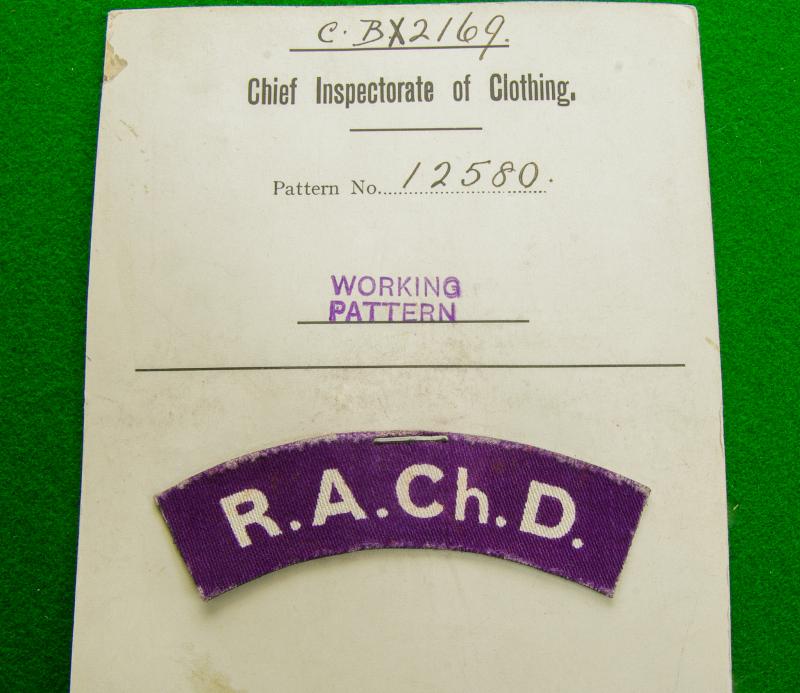 C.BX2169.
Chief Inspectorate of Clothing.
Pattern No. 12580.
WORKING
PATTERN
R.A.Ch.D.